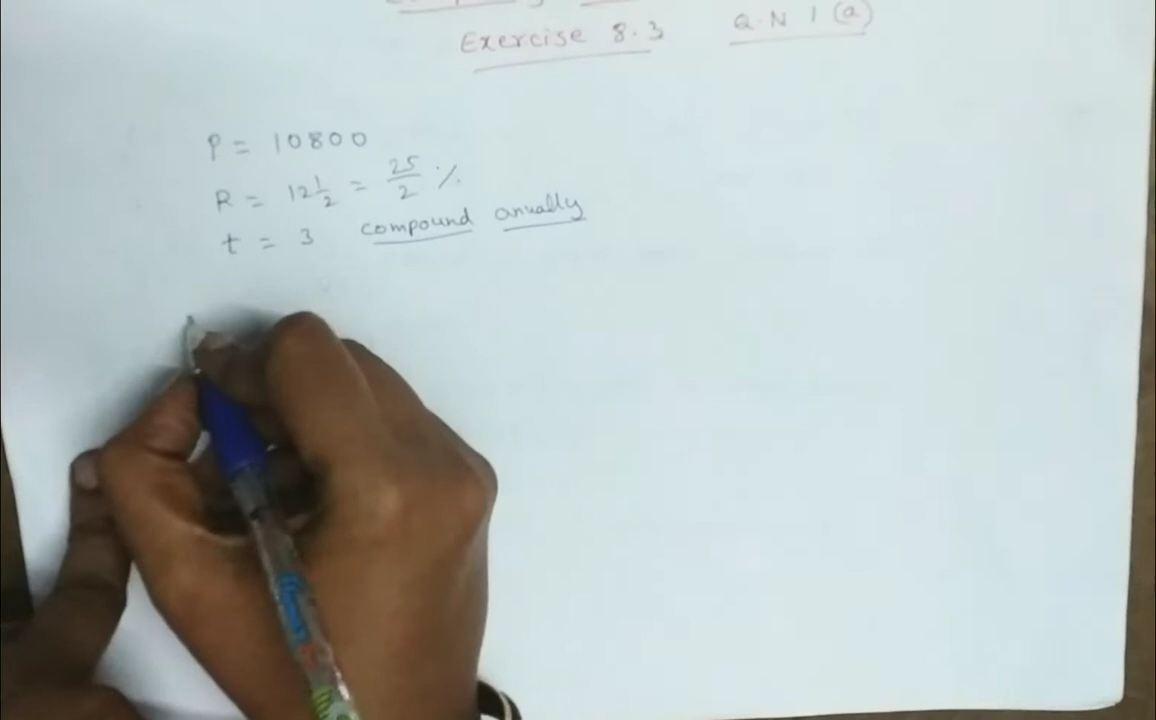 Exercise 8.3 Q.N 1 (a)
P = 10800
R = 12 1/2 = 25/2 %
t = 3 compound anually